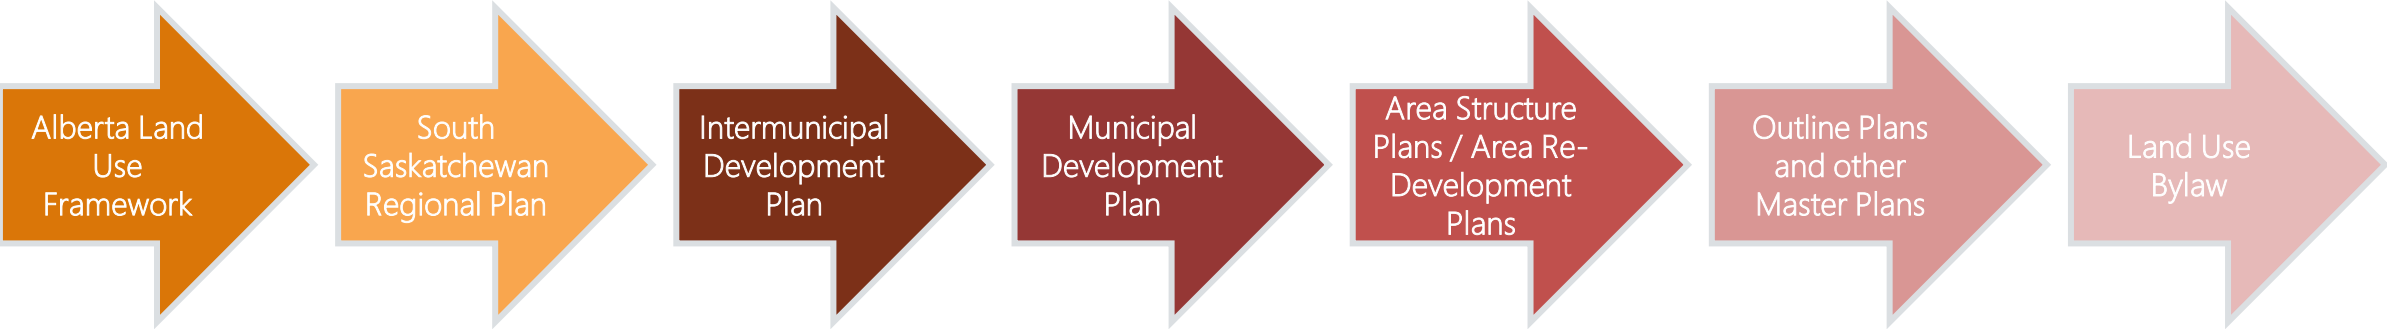 Alberta Land
Use
Framework
South
Saskatchewan
Regional Plan
Intermunicipal
Development
Plan
Municipal
Development
Plan
Area Structure
Plans / Area Re-
Development
Plans
Outline Plans
and other
Master Plans
Land Use
Bylaw